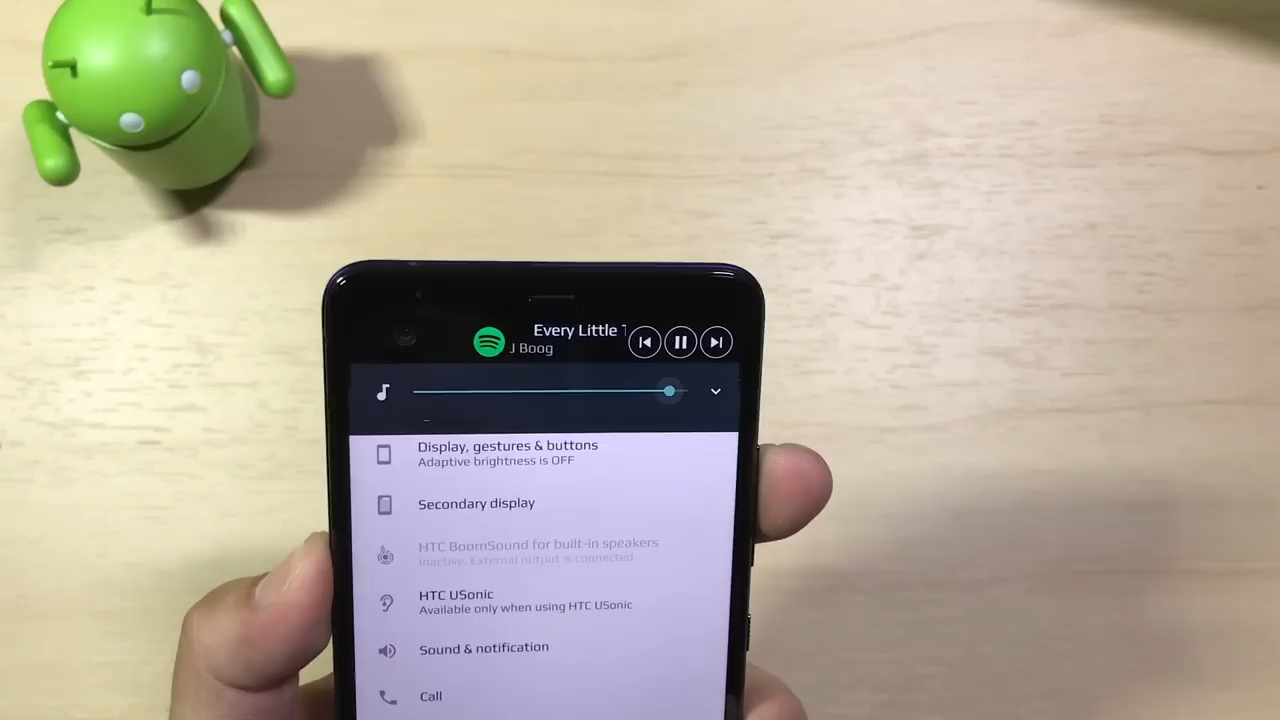 Every Little
J Boog
Display, gestures & buttons
Adaptive brightness is OFF
Secondary display
HTC BoomSound for built-in speakers
Inactive. External output is connected
HTC USonic
Available only when using HTC USonic
Sound & notification
Call